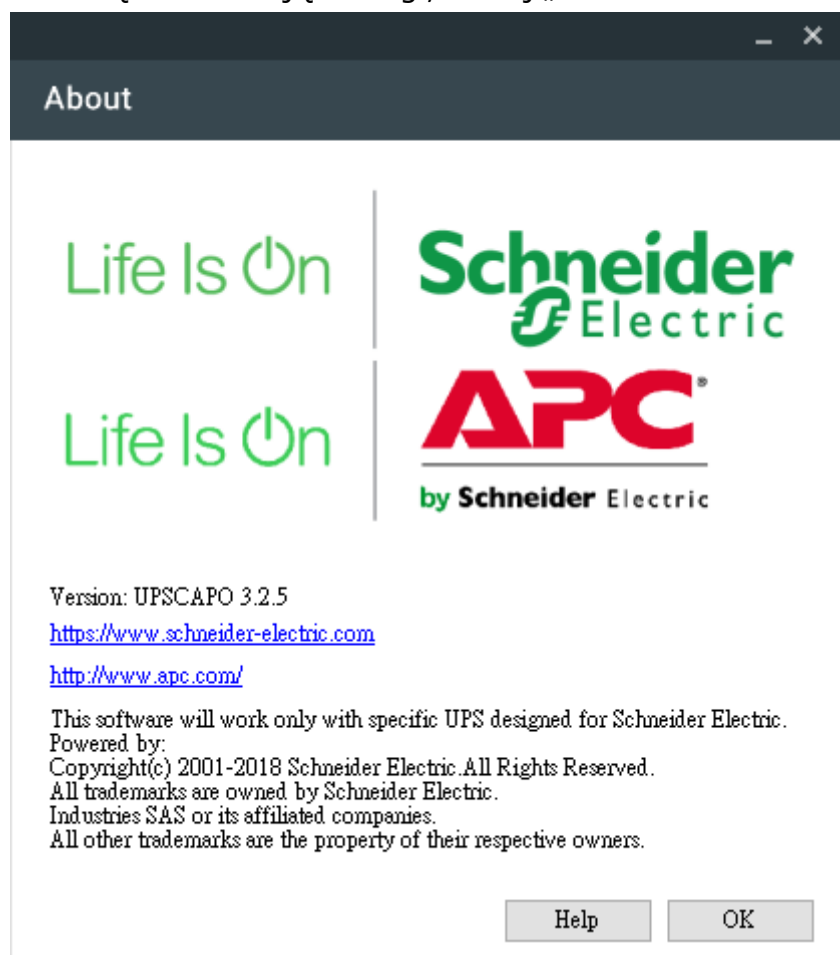 About
Life Is On
Schneider
Electric
Life Is On
APC®
by Schneider Electric
Version: UPSCAPO 3.2.5
https://www.schneider-electric.com
http://www.apc.com/
This software will work only with specific UPS designed for Schneider Electric.
Powered by:
Copyright(c) 2001-2018 Schneider Electric.All Rights Reserved.
All trademarks are owned by Schneider Electric.
Industries SAS or its affiliated companies.
All other trademarks are the property of their respective owners.
Help OK